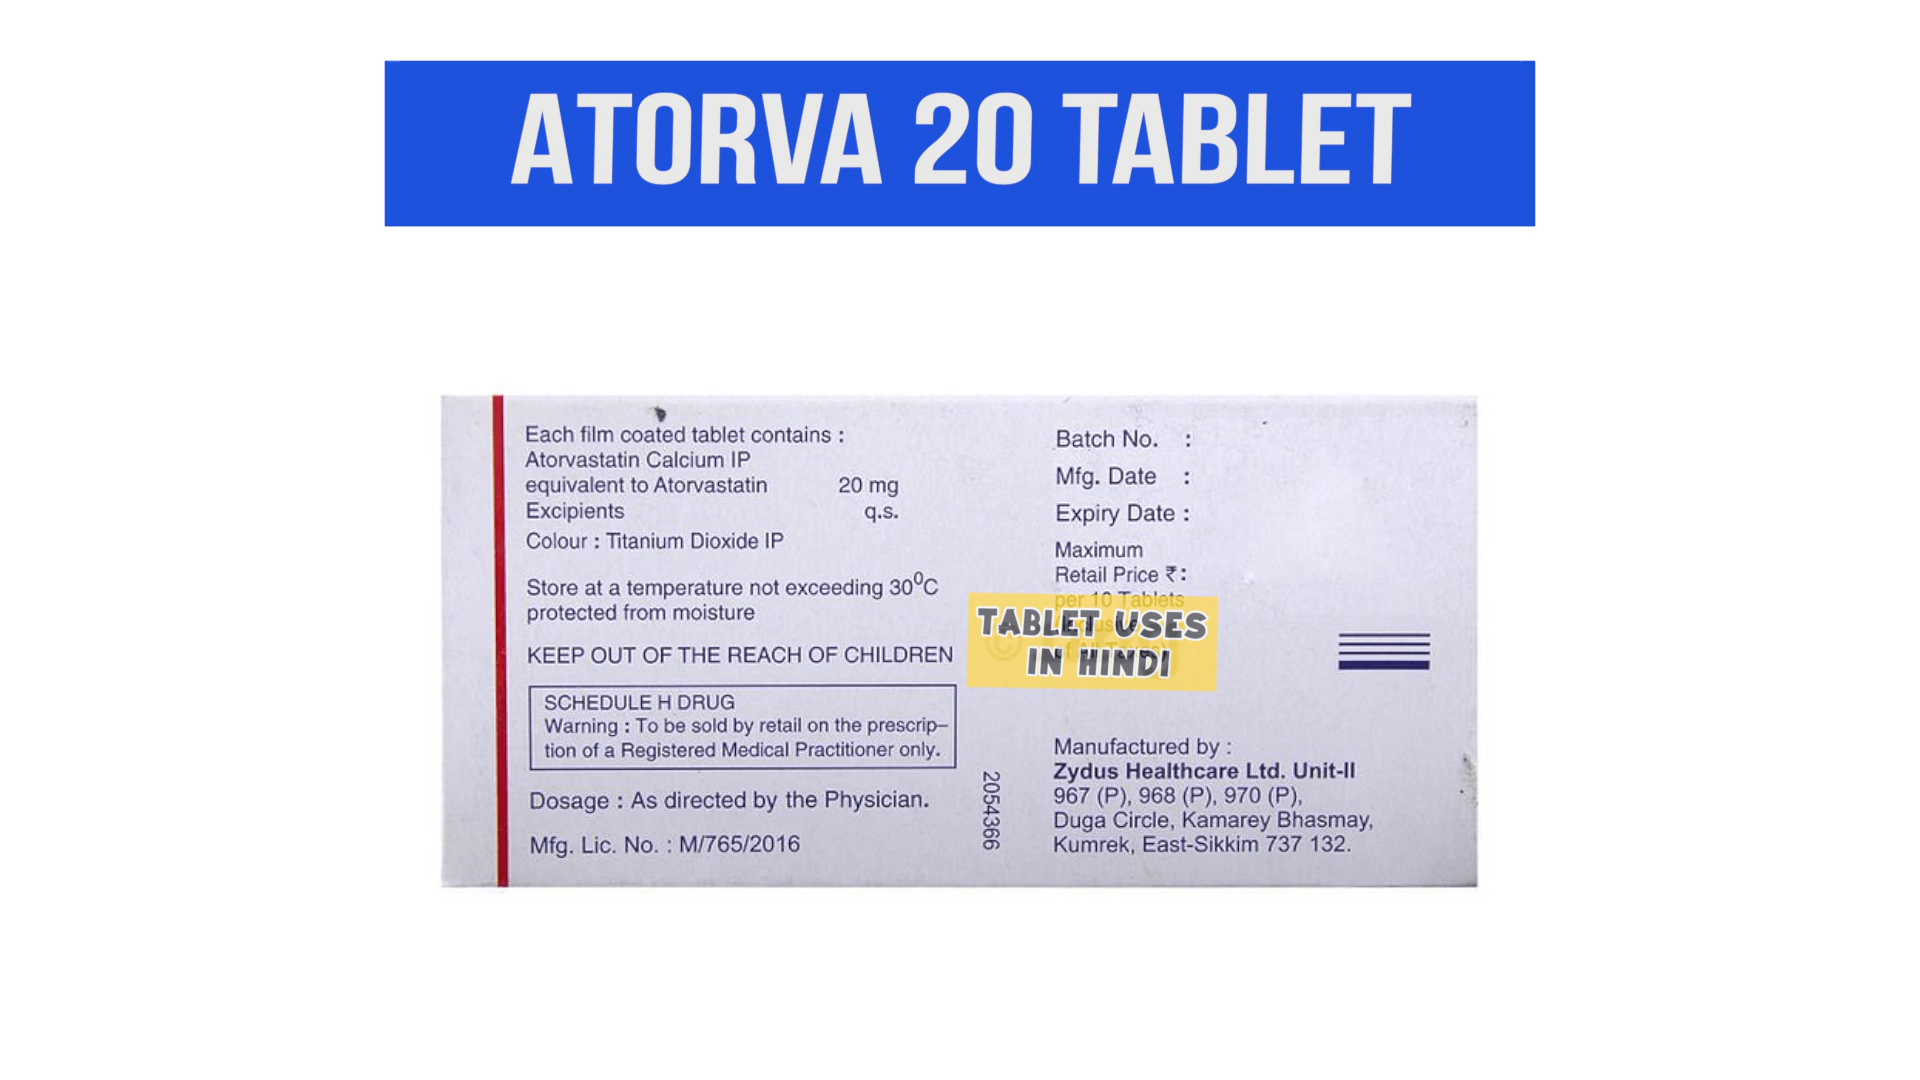 ATORVA 20 TABLET
Each film coated tablet contains :
Atorvastatin Calcium IP
equivalent to Atorvastatin 20 mg
Excipients q.s.
Colour : Titanium Dioxide IP
Store at a temperature not exceeding 30⁰C
protected from moisture
KEEP OUT OF THE REACH OF CHILDREN
SCHEDULE H DRUG
Warning : To be sold by retail on the prescrip–
tion of a Registered Medical Practitioner only.
Dosage : As directed by the Physician.
Mfg. Lic. No. : M/765/2016
2054366
Batch No. :
Mfg. Date :
Expiry Date :
Maximum
Retail Price ₹:
per 10 Tablets
TABLET USES
IN HINDI
Manufactured by :
Zydus Healthcare Ltd. Unit-II
967 (P), 968 (P), 970 (P),
Duga Circle, Kamarey Bhasmay,
Kumrek, East-Sikkim 737 132.